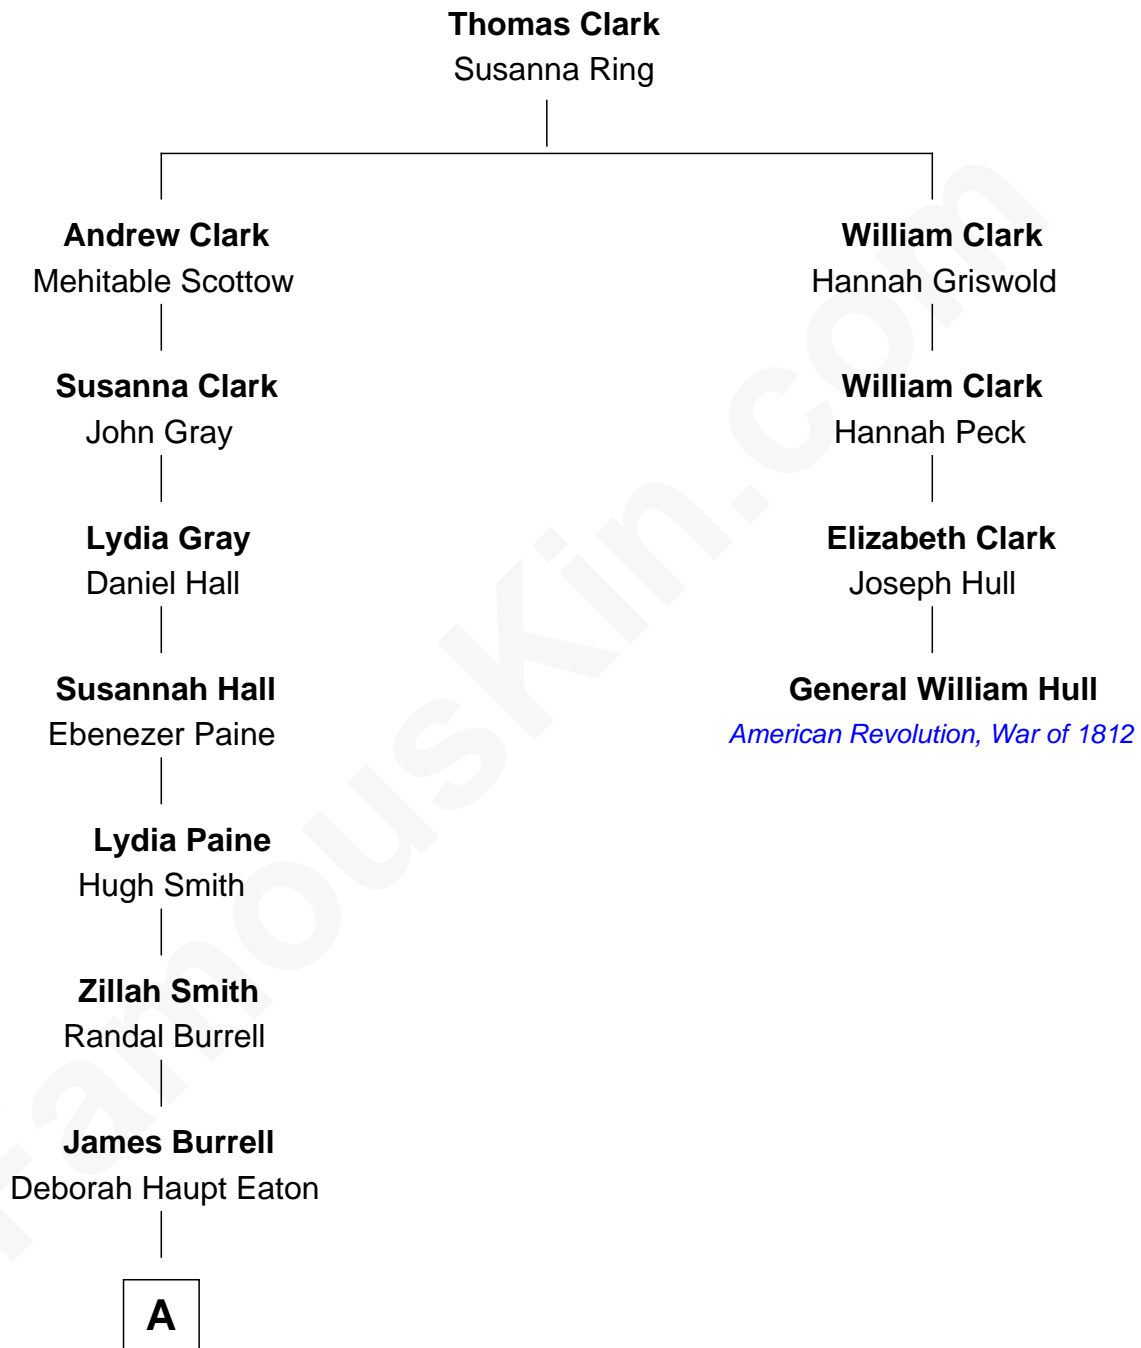 Thomas Clark
Susanna Ring
Andrew Clark
Mehitable Scottow
Susanna Clark
John Gray
Lydia Gray
Daniel Hall
Susannah Hall
Ebenezer Paine
Lydia Paine
Hugh Smith
Zillah Smith
Randal Burrell
James Burrell
Deborah Haupt Eaton
A
William Clark
Hannah Griswold
William Clark
Hannah Peck
Elizabeth Clark
Joseph Hull
General William Hull
American Revolution, War of 1812
FamousKin.com